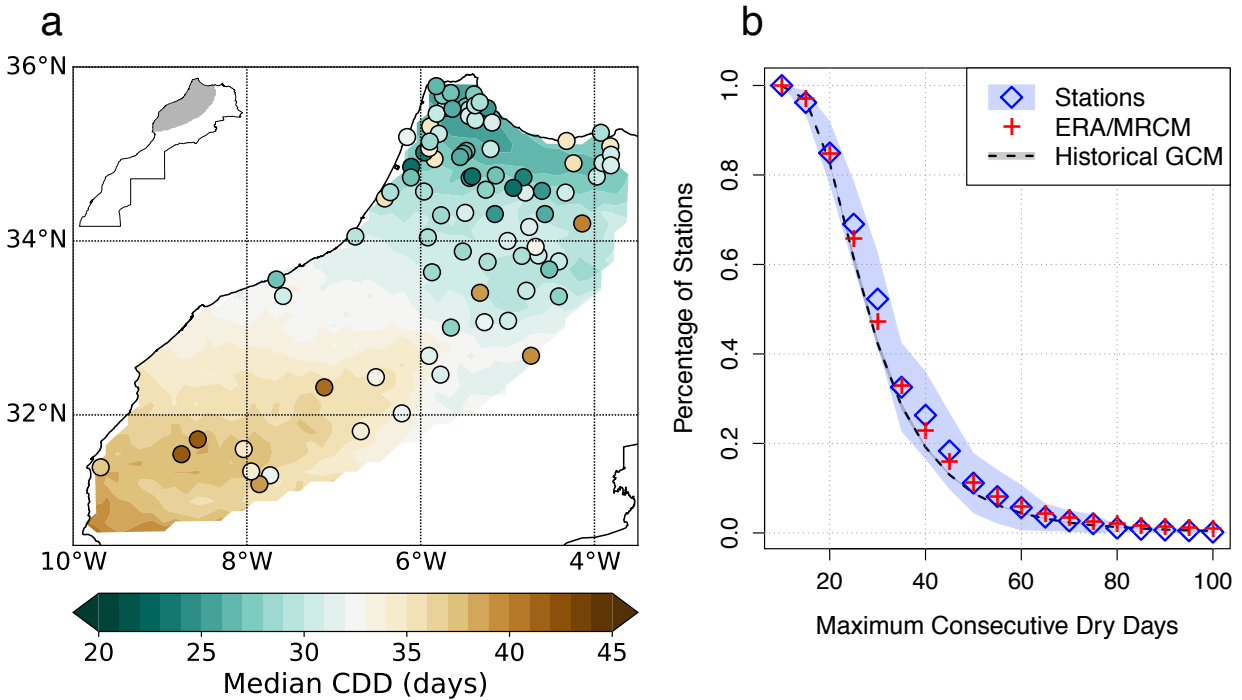 a
36°N
34°N
32°N
10°W 8°W 6°W 4°W
20 25 30 35 40 45
Median CDD (days)
b
Stations
ERA/MRCM
Historical GCM
Percentage of Stations
1.0
0.8
0.6
0.4
0.2
0.0
20 40 60 80 100
Maximum Consecutive Dry Days